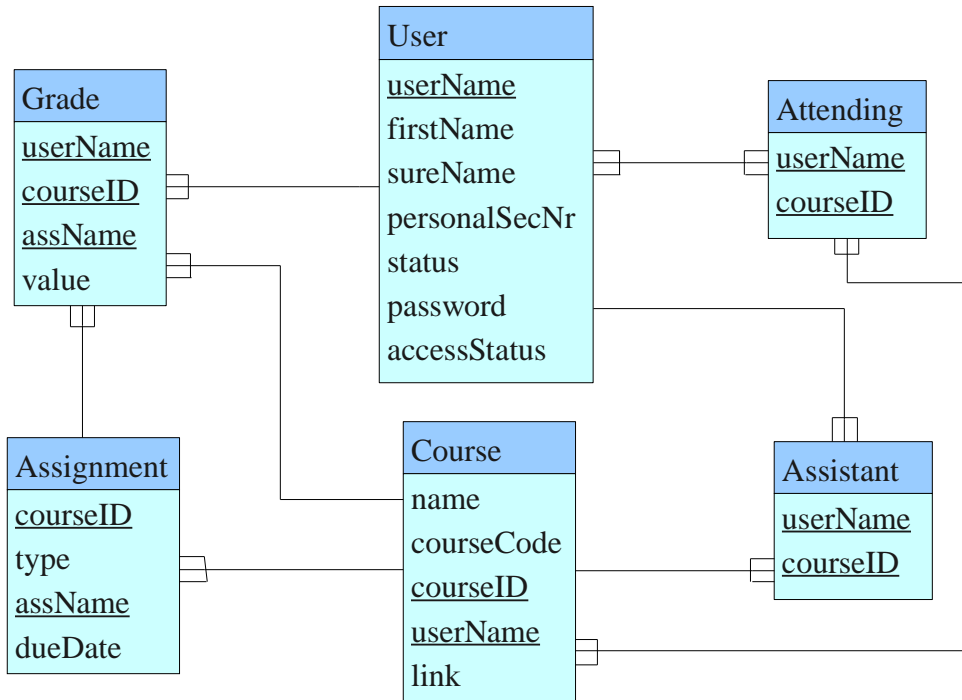 User
userName
firstName
sureName
personalSecNr
status
password
accessStatus
Grade
userName
courseID
assName
value
Attending
userName
courseID
Assignment
courseID
type
assName
dueDate
Course
name
courseCode
courseID
userName
link
Assistant
userName
courseID